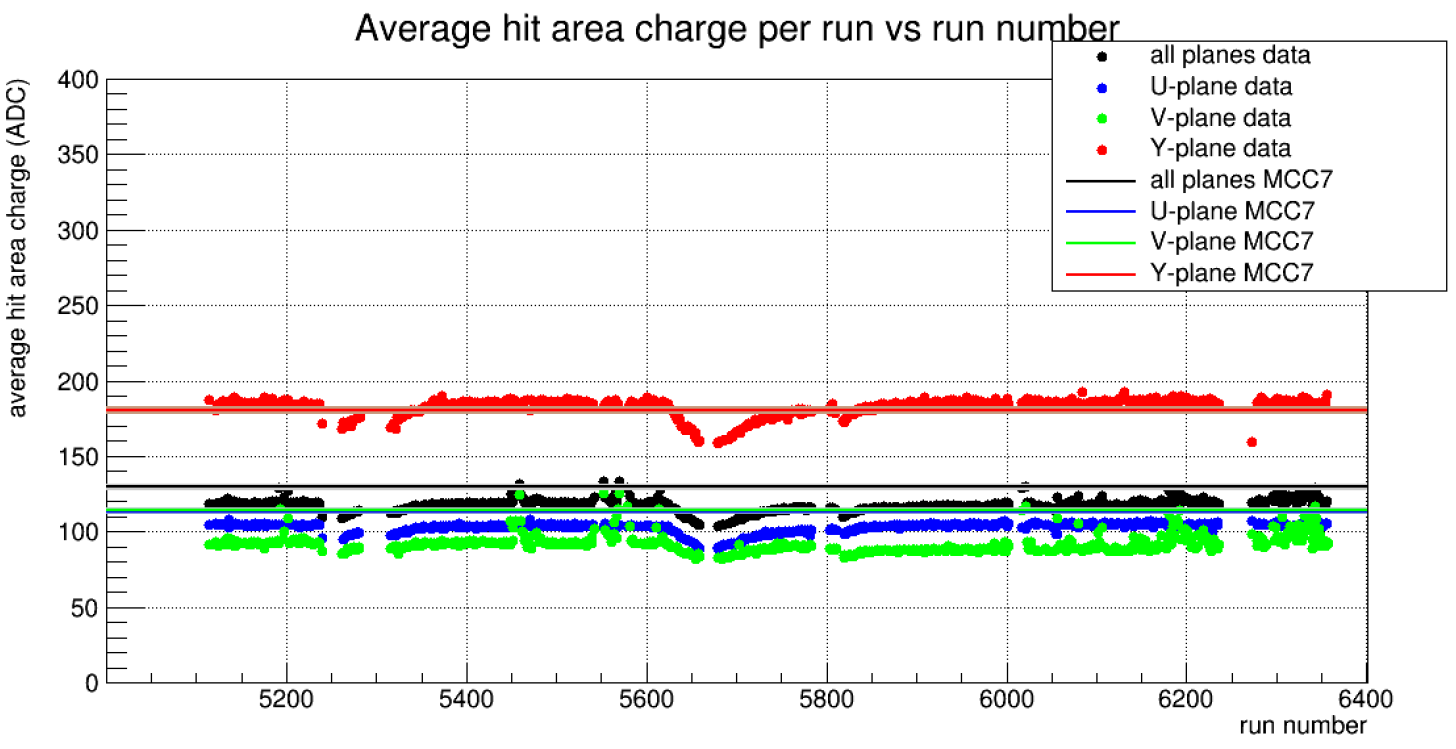 Average hit area charge per run vs run number
all planes data
U-plane data
V-plane data
Y-plane data
all planes MCC7
U-plane MCC7
V-plane MCC7
Y-plane MCC7
average hit area charge (ADC)
400
350
300
250
200
150
100
50
0
5200 5400 5600 5800 6000 6200 6400
run number